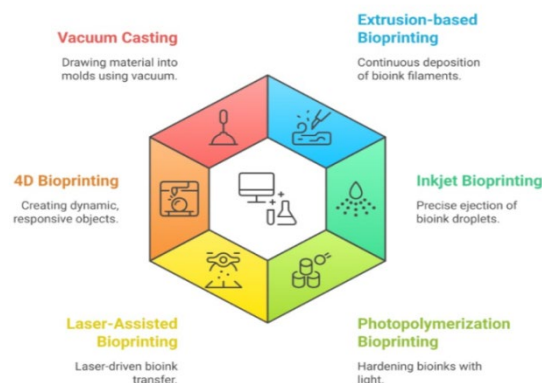 Vacuum Casting
Drawing material into
molds using vacuum.
Extrusion-based
Bioprinting
Continuous deposition
of bioink filaments.
4D Bioprinting
Creating dynamic,
responsive objects.
Inkjet Bioprinting
Precise ejection of
bioink droplets.
Laser-Assisted
Bioprinting
Laser-driven bioink
transfer.
Photopolymerization
Bioprinting
Hardening bioinks with
light.